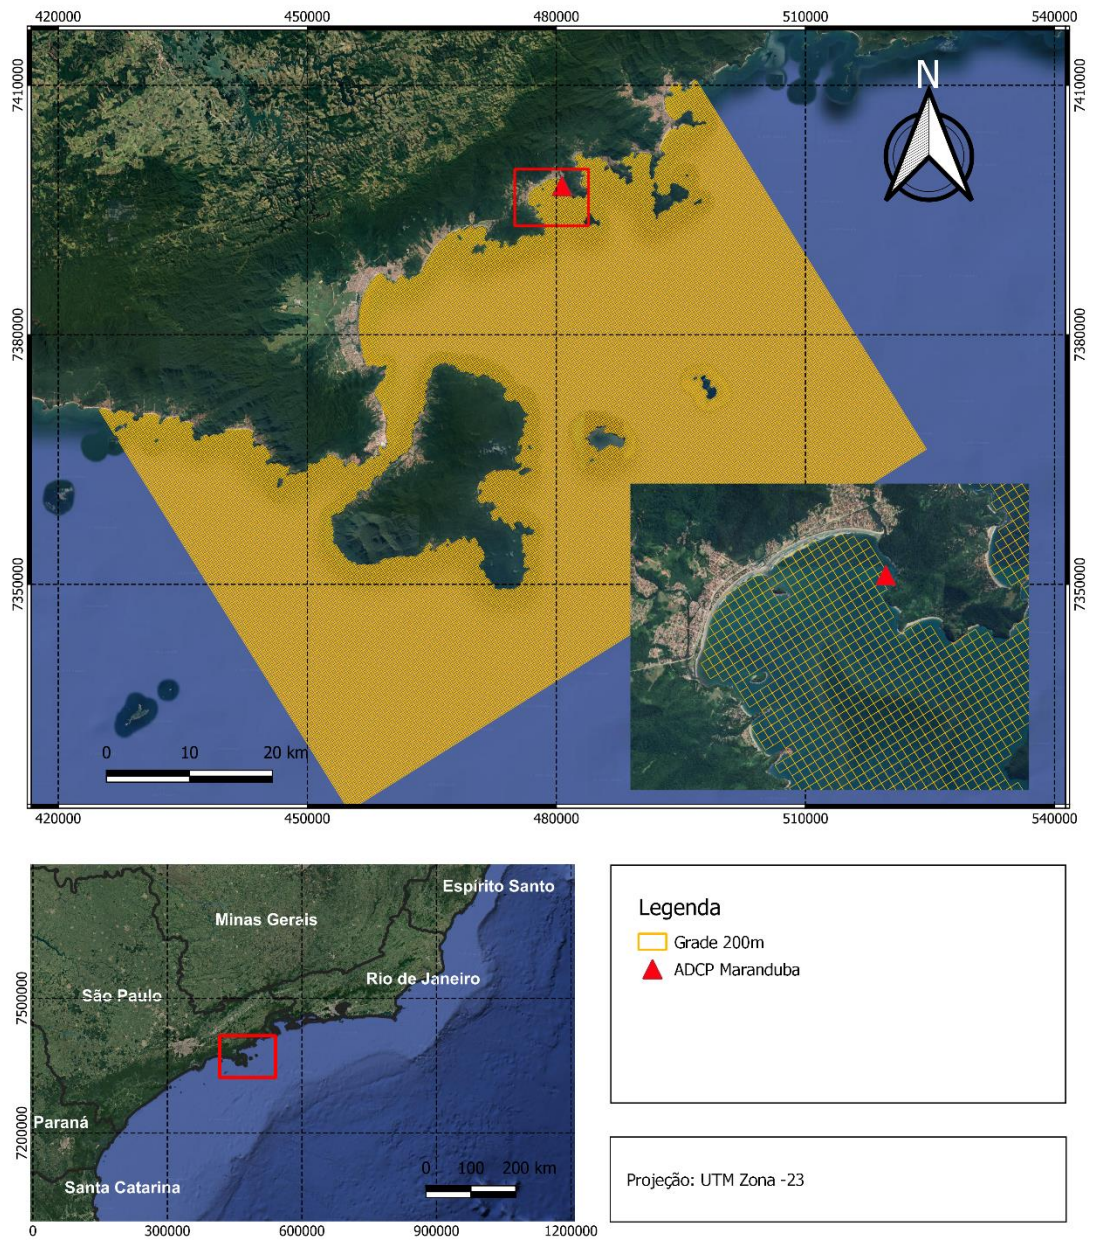 420000 450000 480000 510000 540000
7410000 7410000
N
7380000 7380000
7350000 7350000
0 10 20 km
420000 450000 480000 510000 540000
Espírito Santo
Minas Gerais
Rio de Janeiro
São Paulo
7500000
Paraná
7200000
0 100 200 km
Santa Catarina
0 300000 600000 900000 1200000
Legenda
Grade 200m
ADCP Maranduba
Projeção: UTM Zona -23